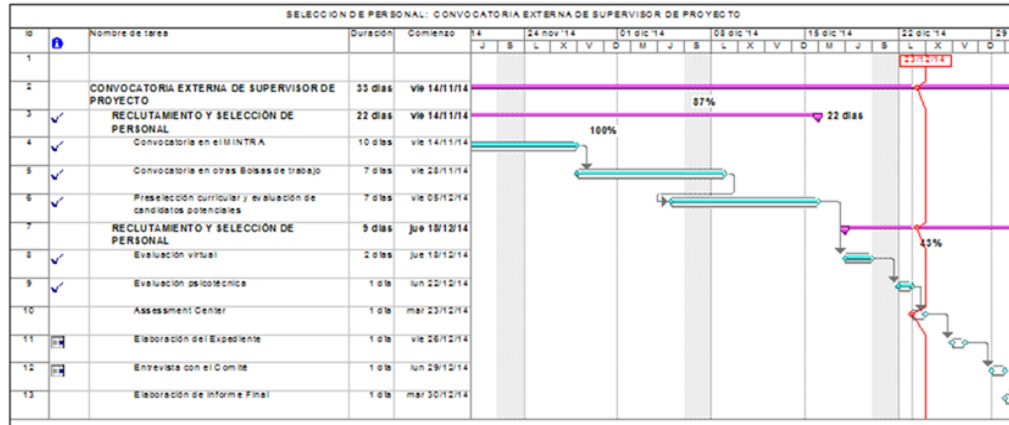 SELECCION DE PERSONAL: CONVOCATORIA EXTERNA DE SUPERVISOR DE PROYECTO
Id Nombre de tarea Duración Comienzo 14 24 nov '14 01 dic '14 08 dic '14 15 dic '14 22 dic '14 29
J S L X V D M J S L X V D M J S L X V D
1 23/12/14
2 CONVOCATORIA EXTERNA DE SUPERVISOR DE PROYECTO 33 días vie 14/11/14
87%
3 RECLUTAMIENTO Y SELECCIÓN DE PERSONAL 22 días vie 14/11/14 22 días
100%
4 Convocatoria en el MINTRA 10 días vie 14/11/14
5 Convocatoria en otras Bolsas de trabajo 7 días vie 28/11/14
6 Preselección curricular y evaluación de candidatos potenciales 7 días vie 05/12/14
7 RECLUTAMIENTO Y SELECCIÓN DE PERSONAL 9 días jue 18/12/14
43%
8 Evaluación virtual 2 días jue 18/12/14
9 Evaluación psicotécnica 1 día lun 22/12/14
10 Assessment Center 1 día mar 23/12/14
11 Elaboración del Expediente 1 día vie 26/12/14
12 Entrevista con el Comité 1 día lun 29/12/14
13 Elaboración de Informe Final 1 día mar 30/12/14